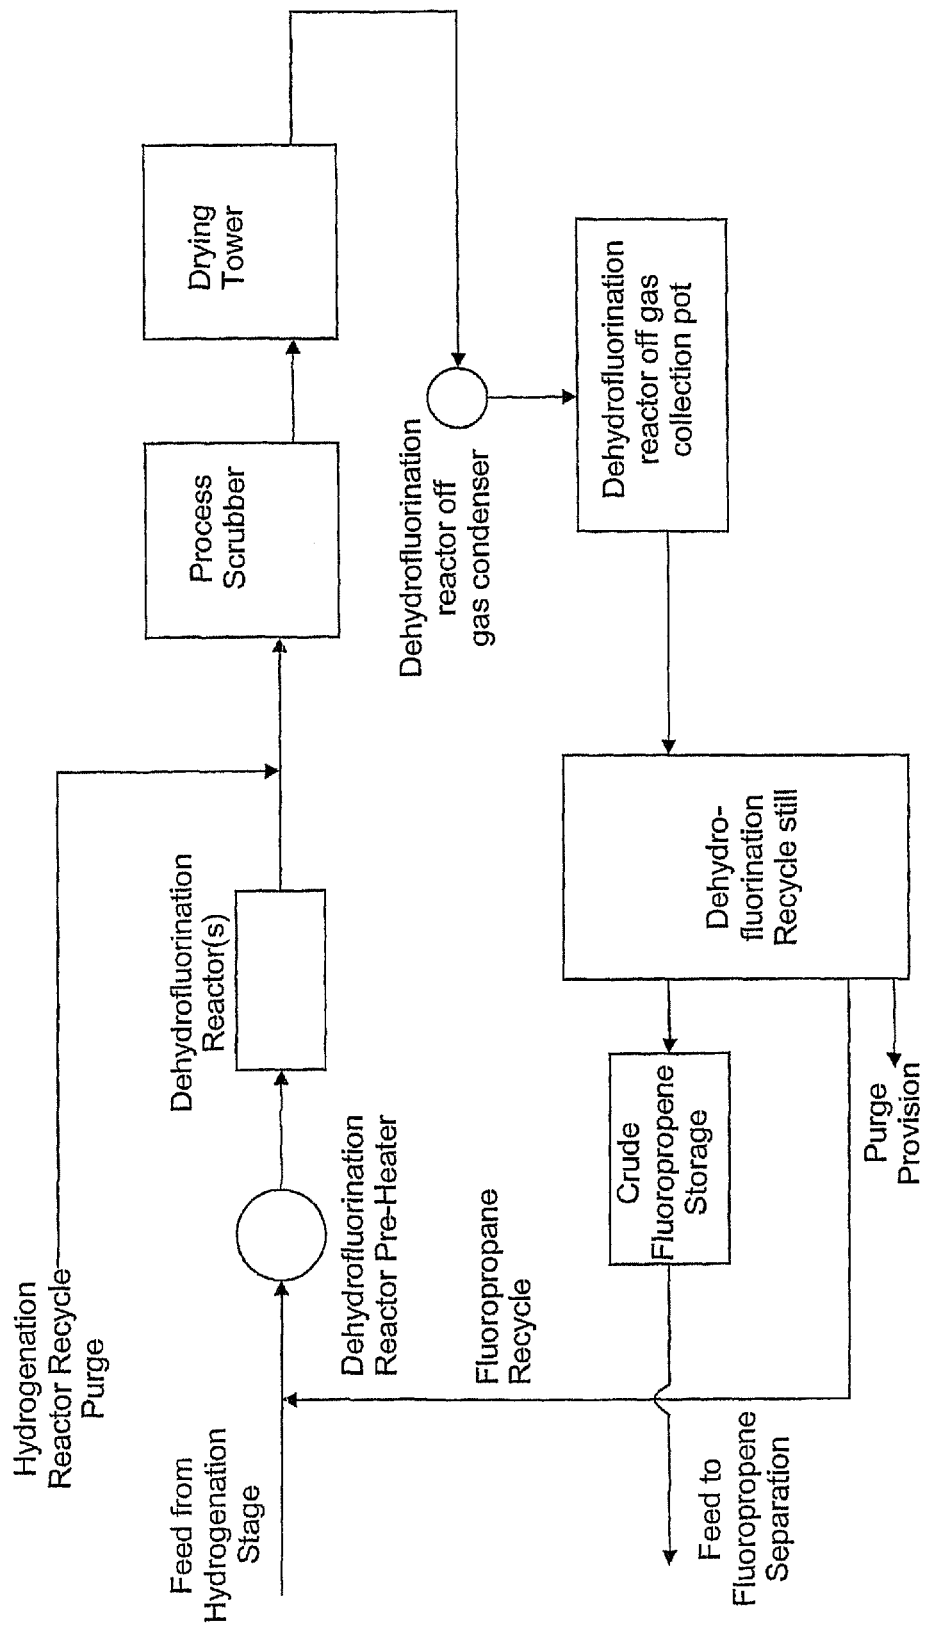 Hydrogenation
Reactor Recycle
Purge
Feed from
Hydrogenation
Stage
Dehydrofluorination
Reactor Pre-Heater
Dehydrofluorination
Reactor(s)
Process
Scrubber
Drying
Tower
Dehydrofluorination
reactor off
gas condenser
Dehydrofluorination
reactor off gas
collection pot
Dehydro-
fluorination
Recycle still
Fluoropropane
Recycle
Crude
Fluoropropene
Storage
Purge
Provision
Feed to
Fluoropropene
Separation